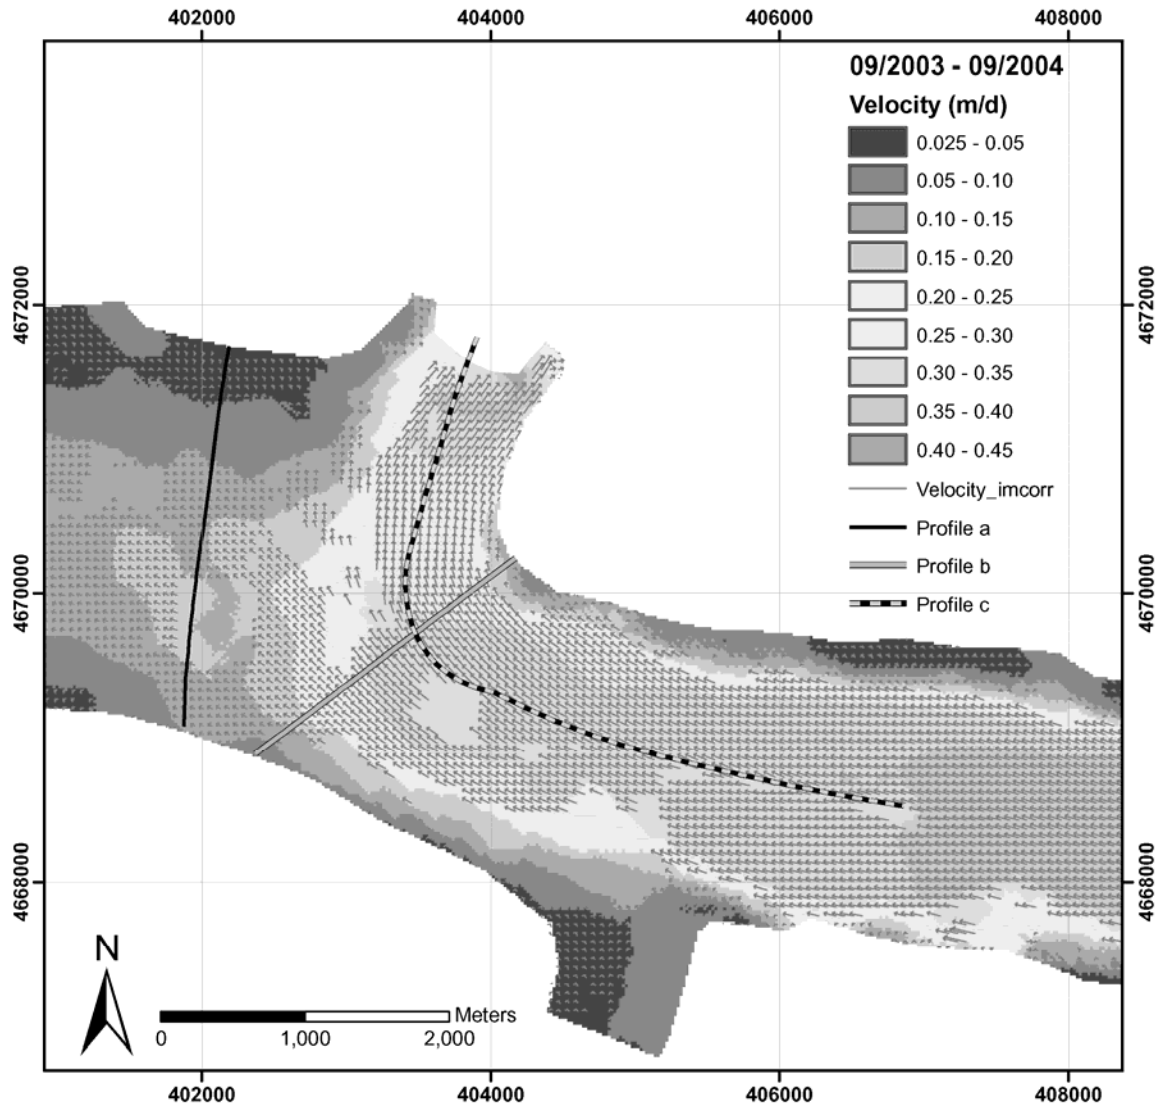 402000 404000 406000 408000
09/2003 - 09/2004
Velocity (m/d)
0.025 - 0.05
0.05 - 0.10
0.10 - 0.15
0.15 - 0.20
0.20 - 0.25
0.25 - 0.30
0.30 - 0.35
0.35 - 0.40
0.40 - 0.45
Velocity_imcorr
Profile a
Profile b
Profile c
4672000 4672000
4670000 4670000
4668000 4668000
N
Meters
0 1,000 2,000
402000 404000 406000 408000